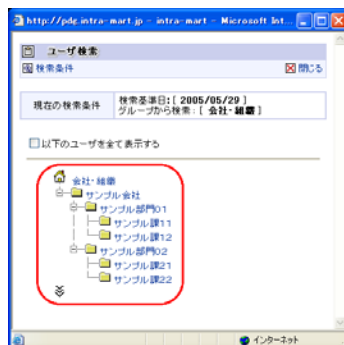 http://pdg.intra-mart.jp - intra-mart - Microsoft Int...
ユーザ検索
検索条件 閉じる
現在の検索条件
検索基準日:[ 2005/05/29 ]
グループから検索:[ 会社・組織 ]
以下のユーザを全て表示する
会社・組織
サンプル会社
サンプル部門01
サンプル課11
サンプル課12
サンプル部門02
サンプル課21
サンプル課22
インターネット